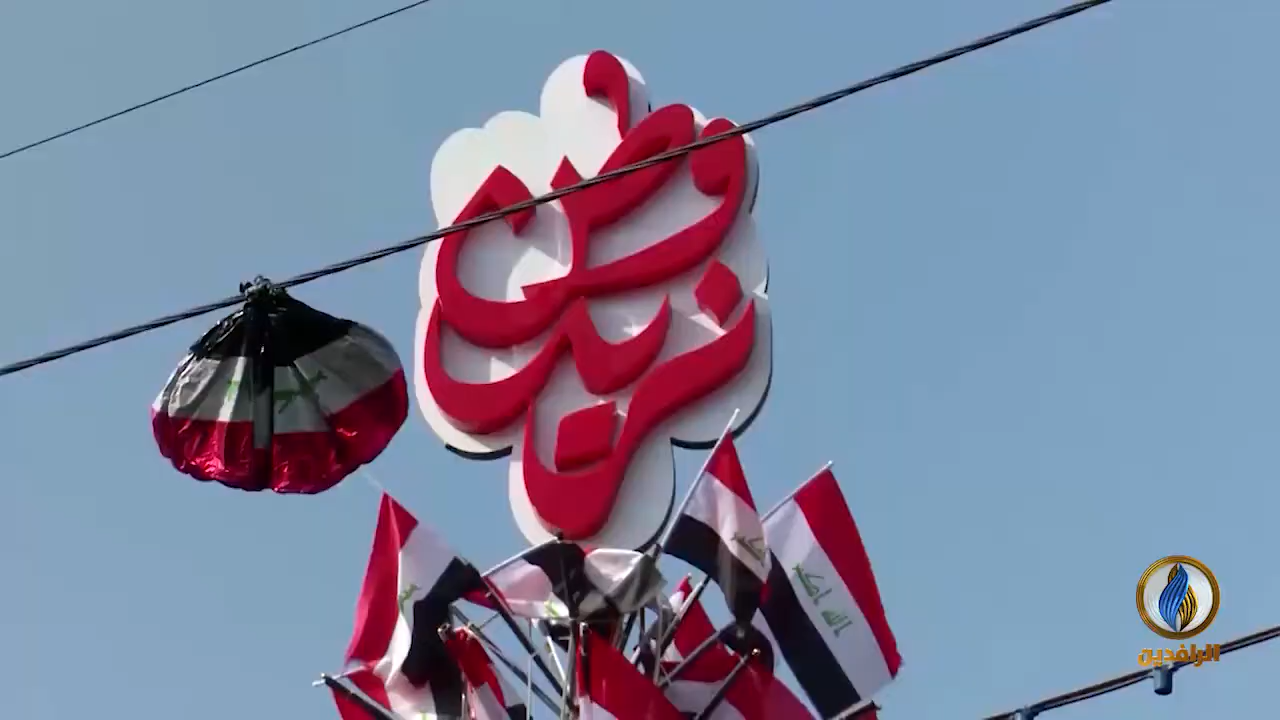 نريد
وطن
الله اكبر
الرافدين